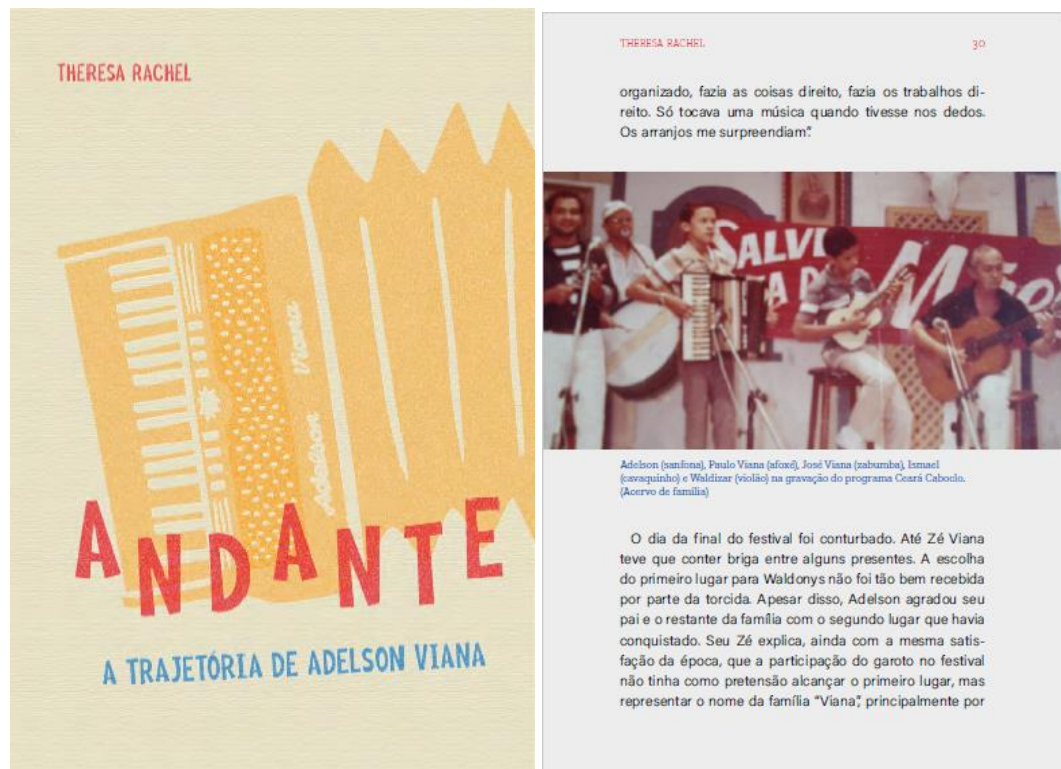 THERESA RACHEL
Adelson Viana
ANDANTE
A TRAJETÓRIA DE ADELSON VIANA
THERESA RACHEL
30
organizado, fazia as coisas direito, fazia os trabalhos di-
reito. Só tocava uma música quando tivesse nos dedos.
Os arranjos me surpreendiam”.
SALVE
A D
Mão
Adelson (sanfona), Paulo Viana (afoxé), José Viana (zabumba), Ismael
(cavaquinho) e Waldizar (violão) na gravação do programa Ceará Caboclo.
(Acervo de família)
O dia da final do festival foi conturbado. Até Zé Viana
teve que conter briga entre alguns presentes. A escolha
do primeiro lugar para Waldonys não foi tão bem recebida
por parte da torcida. Apesar disso, Adelson agradou seu
pai e o restante da família com o segundo lugar que havia
conquistado. Seu Zé explica, ainda com a mesma satis-
fação da época, que a participação do garoto no festival
não tinha como pretensão alcançar o primeiro lugar, mas
representar o nome da família “Viana”, principalmente por